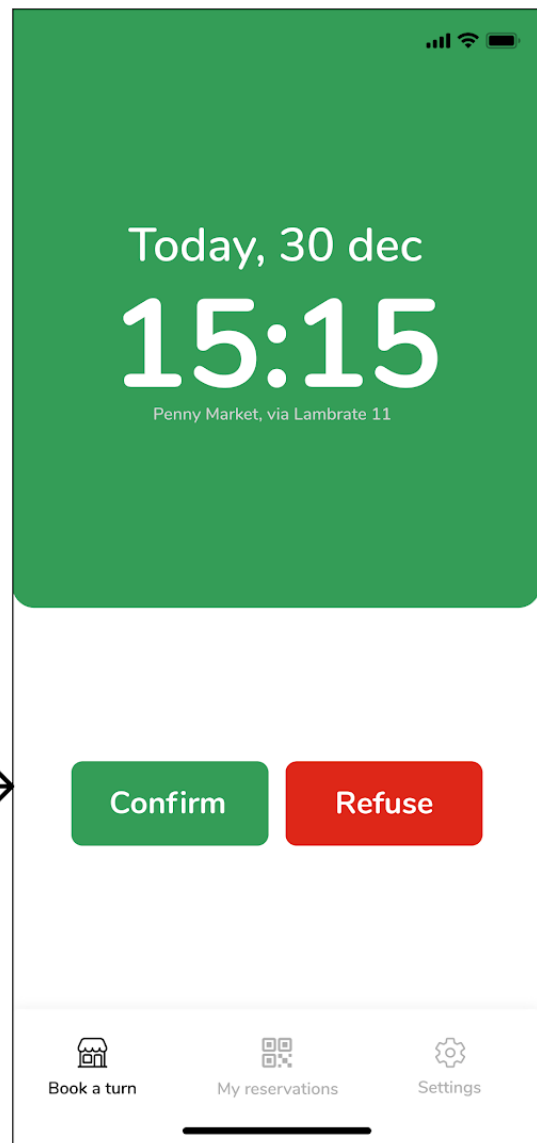 Today, 30 dec
15:15
Penny Market, via Lambrate 11
Confirm
Refuse
Book a turn
My reservations
Settings